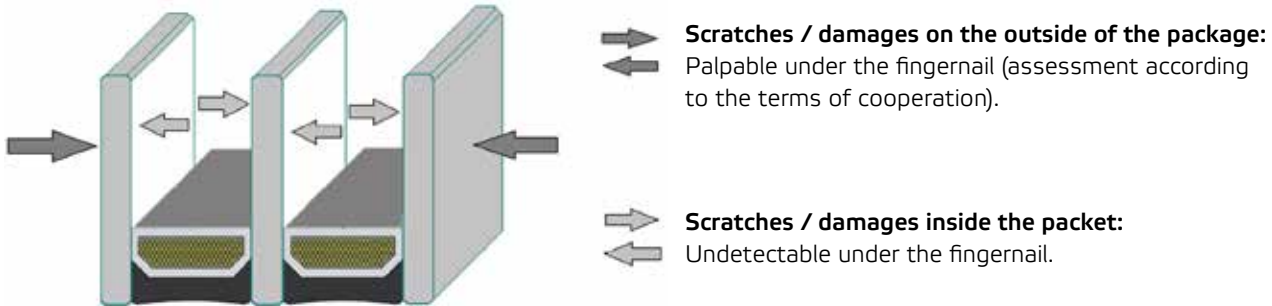 Scratches / damages on the outside of the package:
Palpable under the fingernail (assessment according
to the terms of cooperation).
Scratches / damages inside the packet:
Undetectable under the fingernail.